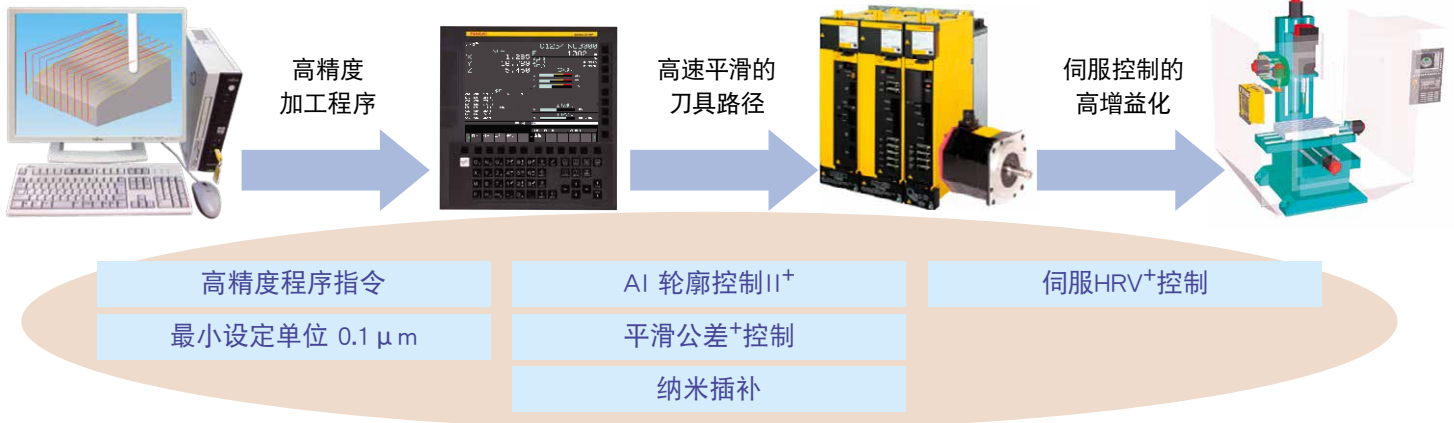 高精度
加工程序
高速平滑的
刀具路径
伺服控制的
高增益化
FANUC
高精度程序指令
AI 轮廓控制II⁺
伺服HRV⁺控制
最小设定单位 0.1 μm
平滑公差⁺控制
纳米插补